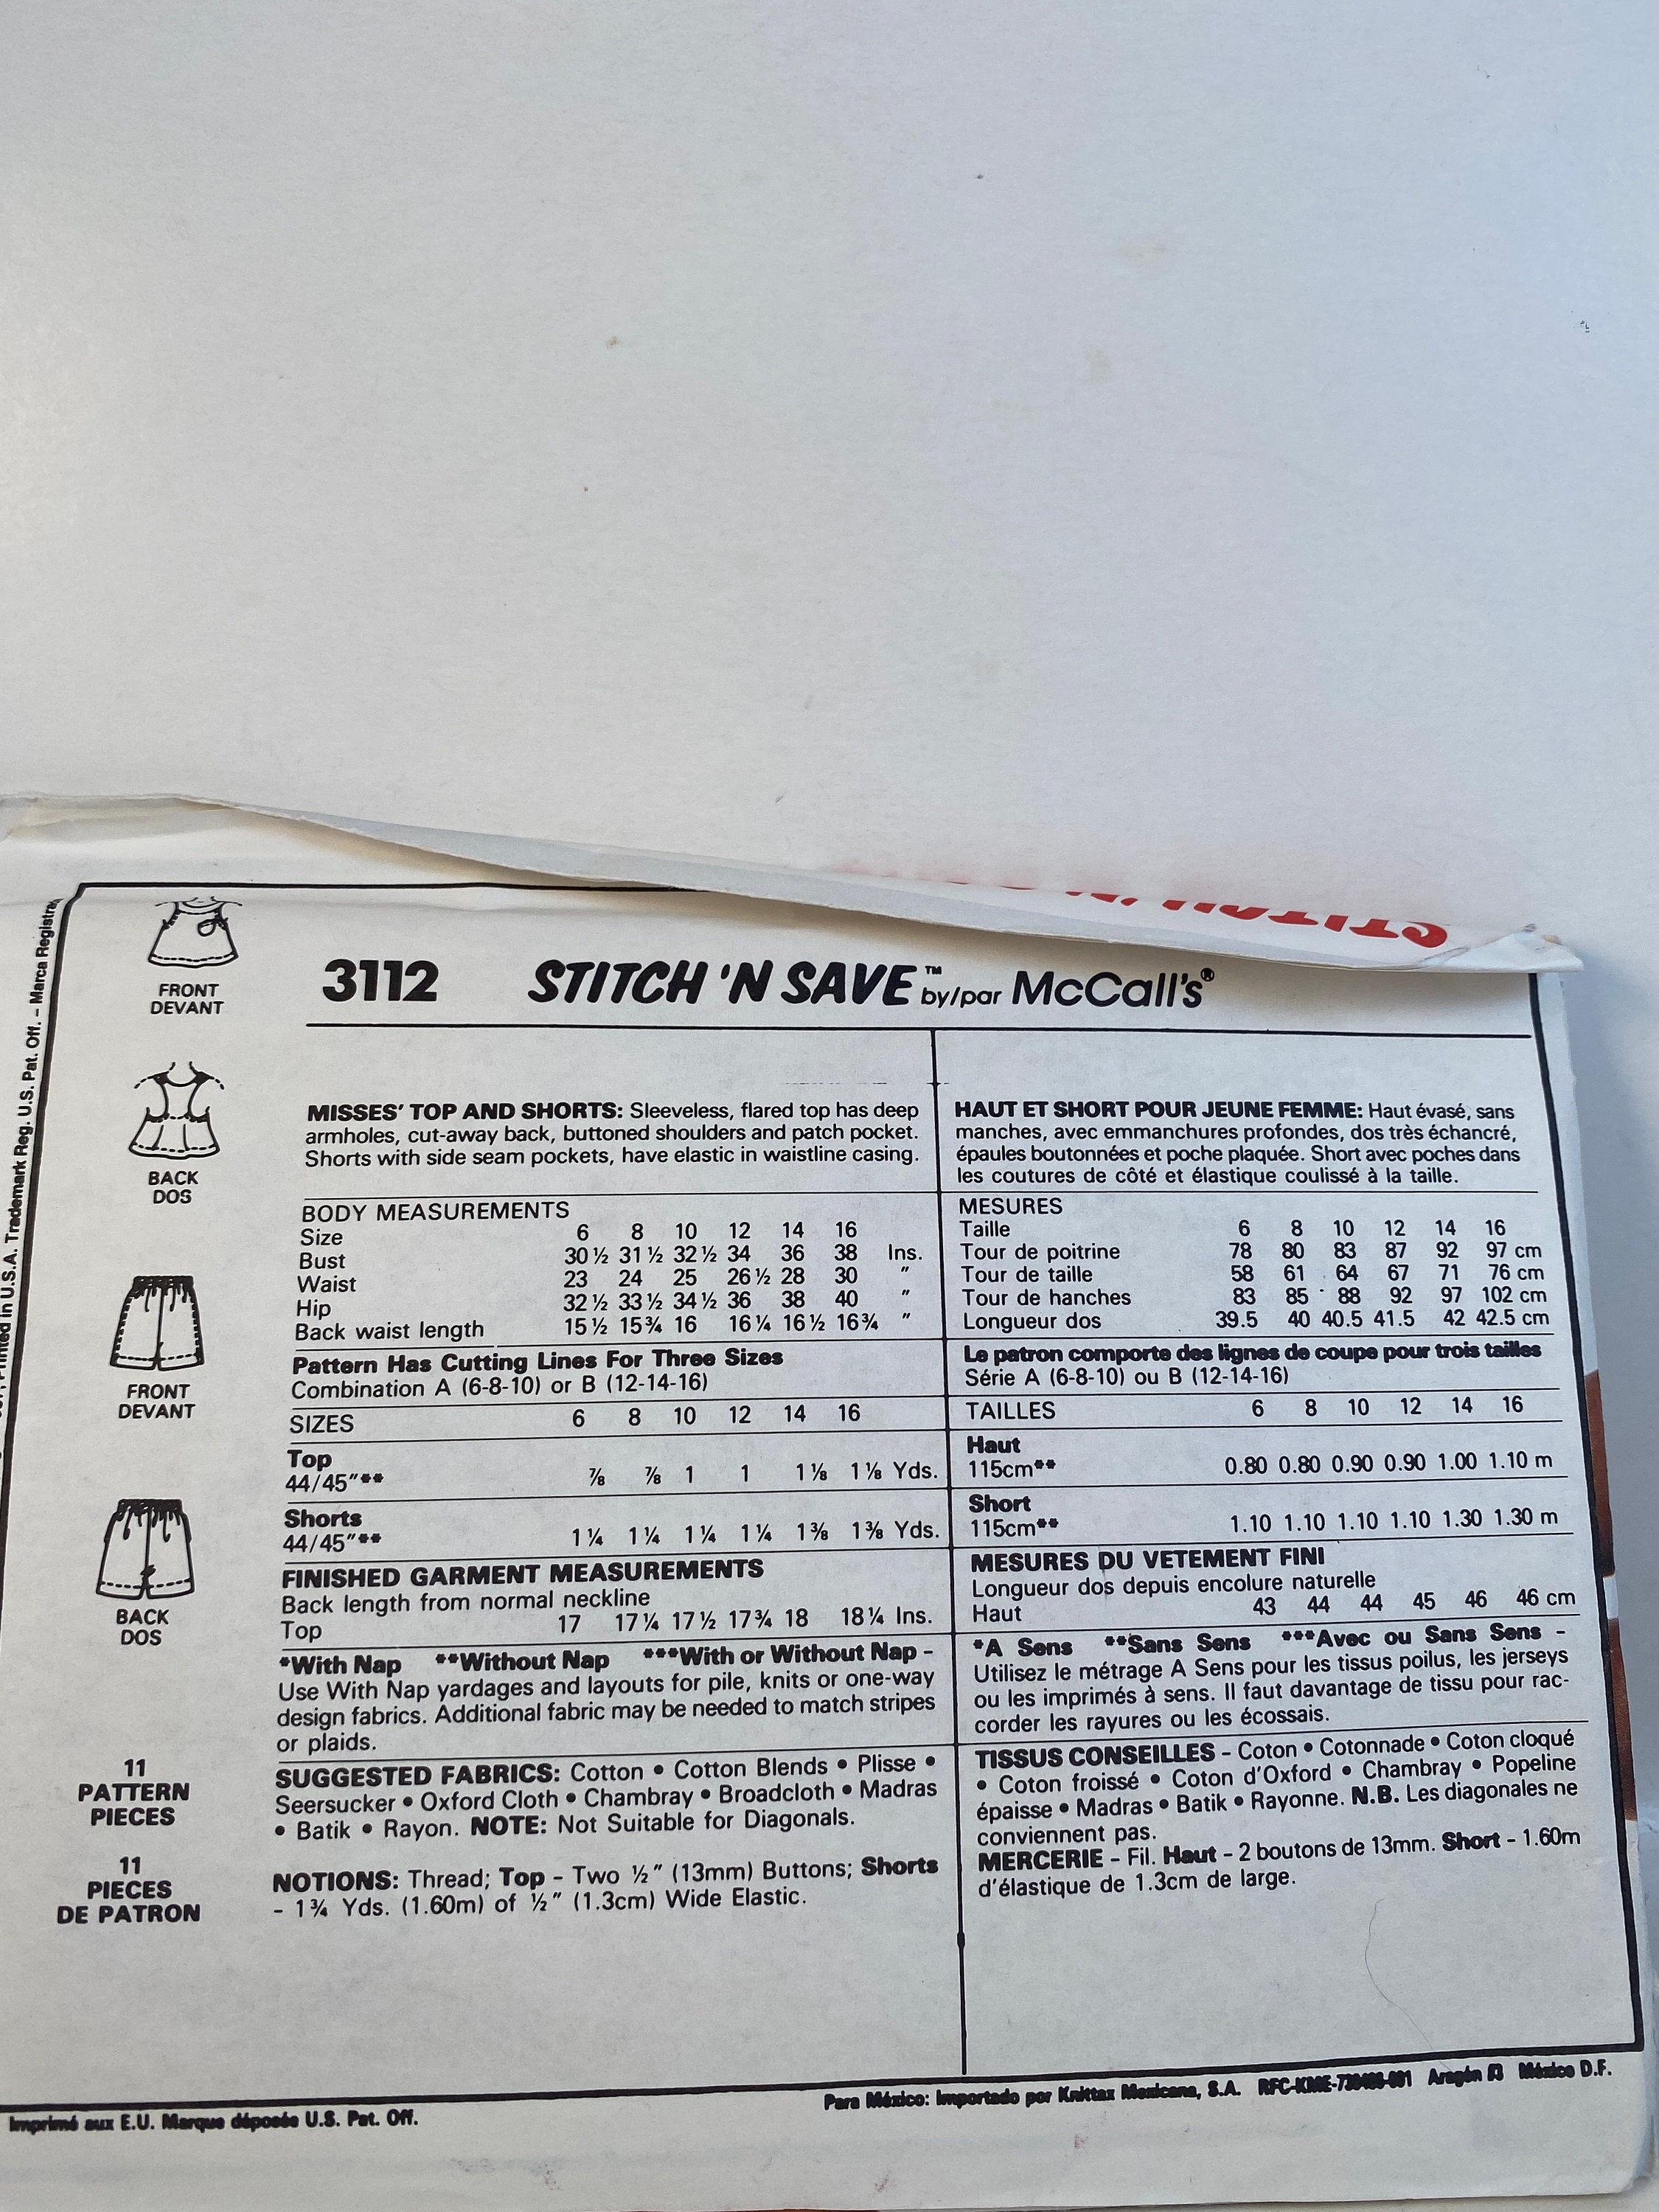 STITCH 'N
FRONT
DEVANT
BACK
DOS
FRONT
DEVANT
BACK
DOS
11
PATTERN
PIECES
11
PIECES
DE PATRON
Printed in U.S.A. Trademark Reg. U.S. Pat. Off. – Marca Registra
3112 STITCH 'N SAVE™ by/par McCall's®
MISSES' TOP AND SHORTS: Sleeveless, flared top has deep
armholes, cut-away back, buttoned shoulders and patch pocket.
Shorts with side seam pockets, have elastic in waistline casing.
BODY MEASUREMENTS
Size 6 8 10 12 14 16
Bust 30½ 31½ 32½ 34 36 38 Ins.
Waist 23 24 25 26½ 28 30 "
Hip 32½ 33½ 34½ 36 38 40 "
Back waist length 15½ 15¾ 16 16¼ 16½ 16¾ "
Pattern Has Cutting Lines For Three Sizes
Combination A (6-8-10) or B (12-14-16)
SIZES 6 8 10 12 14 16
Top
44/45"** ⅞ ⅞ 1 1 1⅛ 1⅛ Yds.
Shorts
44/45"** 1¼ 1¼ 1¼ 1¼ 1⅜ 1⅜ Yds.
FINISHED GARMENT MEASUREMENTS
Back length from normal neckline
Top 17 17¼ 17½ 17¾ 18 18¼ Ins.
*With Nap **Without Nap ***With or Without Nap –
Use With Nap yardages and layouts for pile, knits or one-way
design fabrics. Additional fabric may be needed to match stripes
or plaids.
SUGGESTED FABRICS: Cotton • Cotton Blends • Plisse •
Seersucker • Oxford Cloth • Chambray • Broadcloth • Madras
• Batik • Rayon. NOTE: Not Suitable for Diagonals.
NOTIONS: Thread; Top – Two ½" (13mm) Buttons; Shorts
– 1¾ Yds. (1.60m) of ½" (1.3cm) Wide Elastic.
HAUT ET SHORT POUR JEUNE FEMME: Haut évasé, sans
manches, avec emmanchures profondes, dos très échancré,
épaules boutonnées et poche plaquée. Short avec poches dans
les coutures de côté et élastique coulissé à la taille.
MESURES
Taille 6 8 10 12 14 16
Tour de poitrine 78 80 83 87 92 97 cm
Tour de taille 58 61 64 67 71 76 cm
Tour de hanches 83 85 88 92 97 102 cm
Longueur dos 39.5 40 40.5 41.5 42 42.5 cm
Le patron comporte des lignes de coupe pour trois tailles
Série A (6-8-10) ou B (12-14-16)
TAILLES 6 8 10 12 14 16
Haut
115cm** 0.80 0.80 0.90 0.90 1.00 1.10 m
Short
115cm** 1.10 1.10 1.10 1.10 1.30 1.30 m
MESURES DU VETEMENT FINI
Longueur dos depuis encolure naturelle
Haut 43 44 44 45 46 46 cm
*A Sens **Sans Sens ***Avec ou Sans Sens –
Utilisez le métrage A Sens pour les tissus poilus, les jerseys
ou les imprimés à sens. Il faut davantage de tissu pour rac-
corder les rayures ou les écossais.
TISSUS CONSEILLES – Coton • Cotonnade • Coton cloqué
• Coton froissé • Coton d'Oxford • Chambray • Popeline
épaisse • Madras • Batik • Rayonne. N.B. Les diagonales ne
conviennent pas.
MERCERIE – Fil. Haut – 2 boutons de 13mm. Short – 1.60m
d'élastique de 1.3cm de large.
Para México: Importado por Knittax Mexicana, S.A. Aragón México D.F.
Imprimé aux E.U. Marque déposée U.S. Pat. Off.